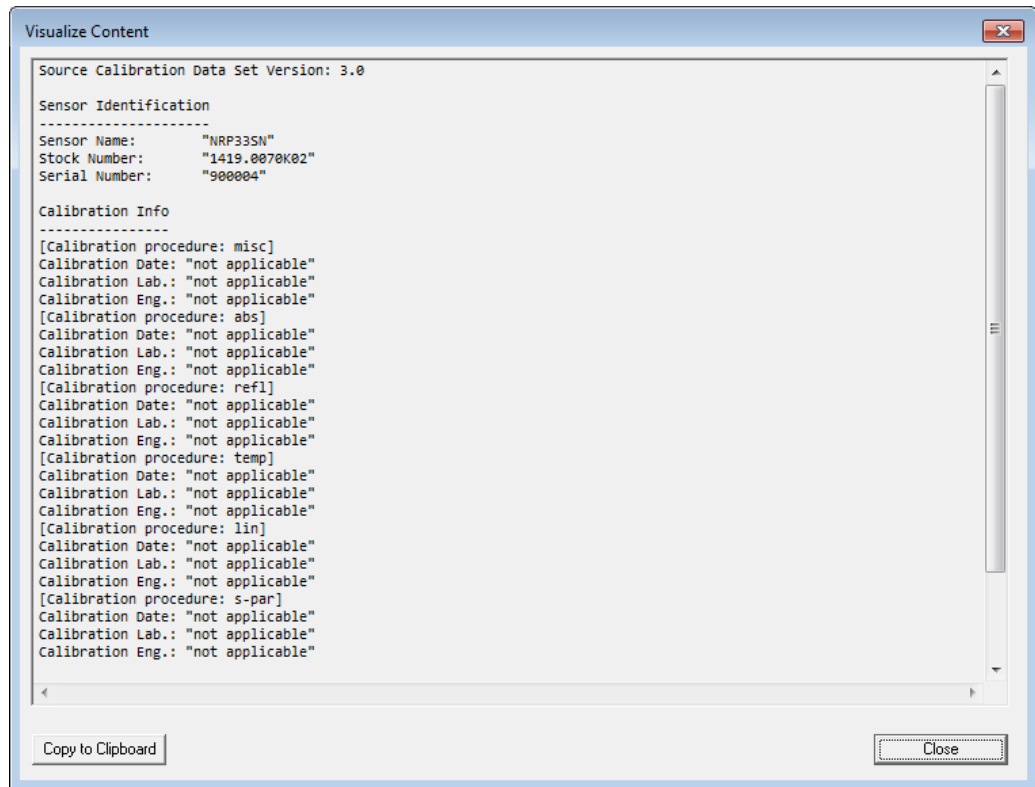 Visualize Content
Source Calibration Data Set Version: 3.0
Sensor Identification
---------------------
Sensor Name: "NRP33SN"
Stock Number: "1419.0070K02"
Serial Number: "900004"
Calibration Info
----------------
[Calibration procedure: misc]
Calibration Date: "not applicable"
Calibration Lab.: "not applicable"
Calibration Eng.: "not applicable"
[Calibration procedure: abs]
Calibration Date: "not applicable
Calibration Lab.: "not applicable"
Calibration Eng.: "not applicable"
[Calibration procedure: refl]
Calibration Date: "not applicable"
Calibration Lab.: "not applicable"
Calibration Eng.: "not applicable"
[Calibration procedure: temp]
Calibration Date: "not applicable"
Calibration Lab.: "not applicable"
Calibration Eng.: "not applicable"
[Calibration procedure: lin]
Calibration Date: "not applicable"
Calibration Lab.: "not applicable"
Calibration Eng.: "not applicable"
[Calibration procedure: s-par]
Calibration Date: "not applicable"
Calibration Lab.: "not applicable"
Calibration Eng.: "not applicable"
Copy to Clipboard
Close